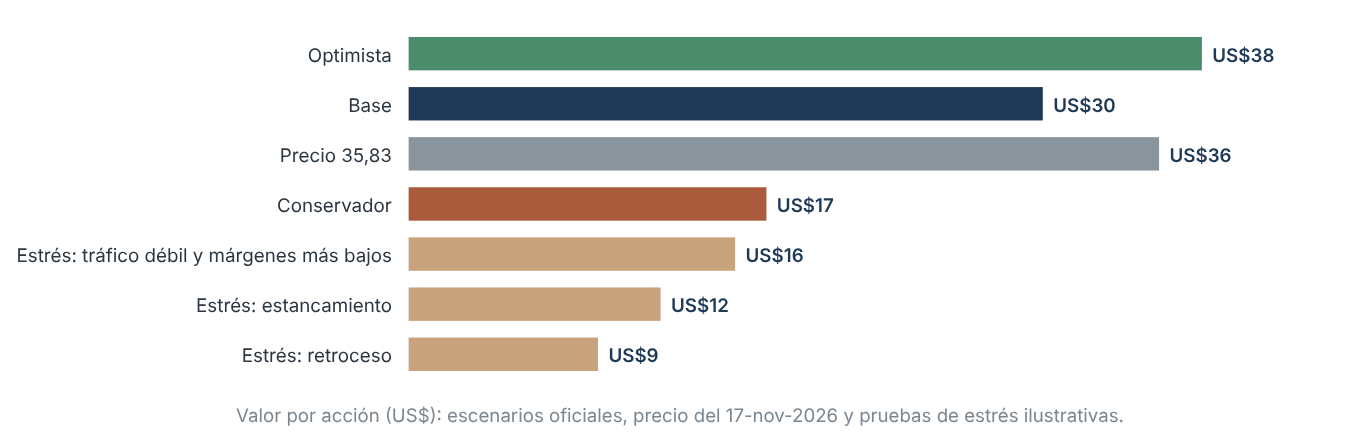 Optimista US$38
Base US$30
Precio 35,83 US$36
Conservador US$17
Estrés: tráfico débil y márgenes más bajos US$16
Estrés: estancamiento US$12
Estrés: retroceso US$9
Valor por acción (US$): escenarios oficiales, precio del 17-nov-2026 y pruebas de estrés ilustrativas.